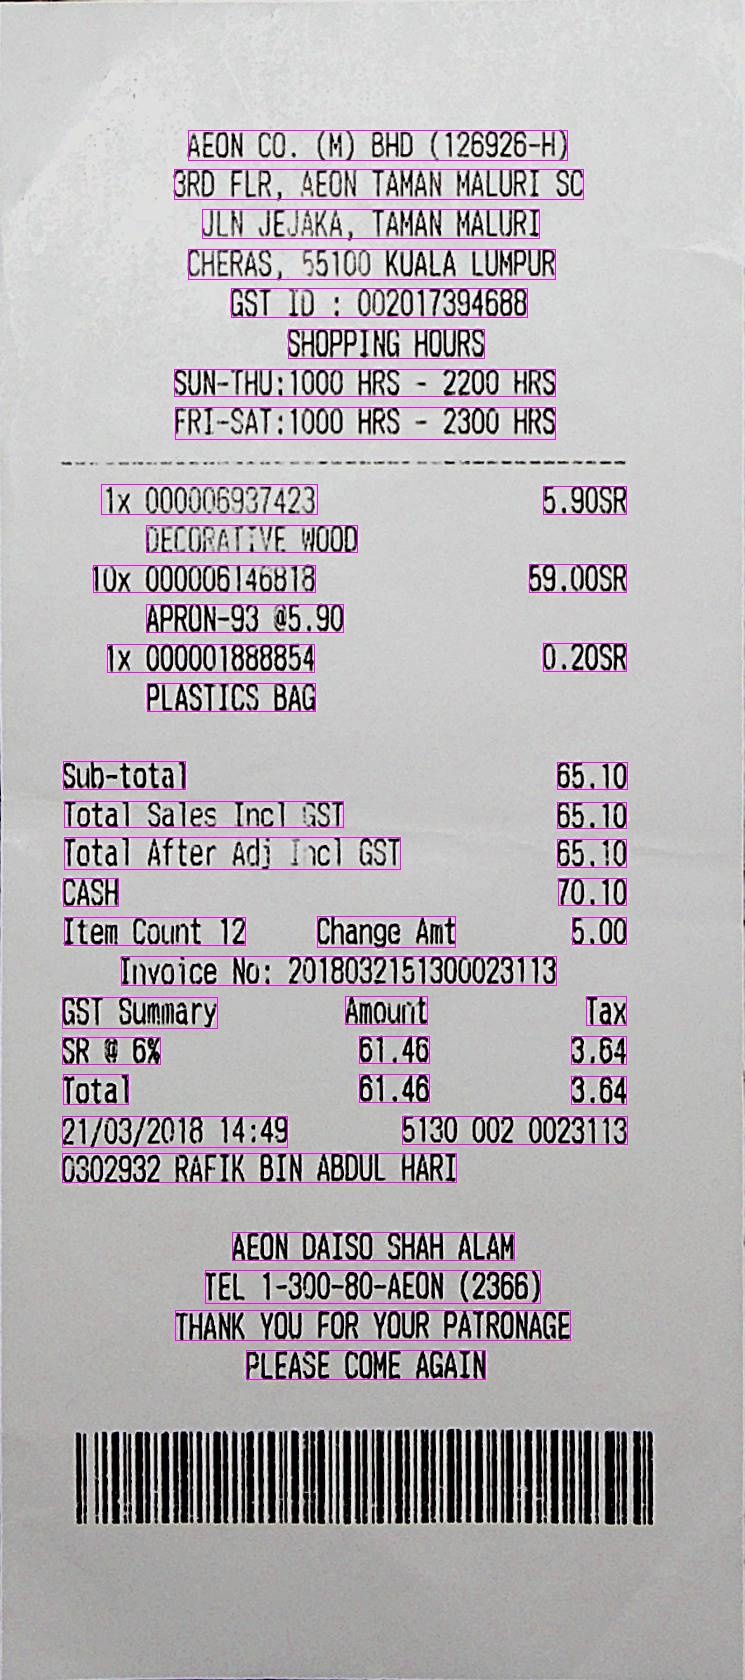 AEON CO. (M) BHD (126926-H)
3RD FLR, AEON TAMAN MALURI SC
JLN JEJAKA, TAMAN MALURI
CHERAS, 55100 KUALA LUMPUR
GST ID : 002017394688
SHOPPING HOURS
SUN-THU:1000 HRS - 2200 HRS
FRI-SAT:1000 HRS - 2300 HRS
1x 000006937423 5.90SR
DECORATIVE WOOD
10x 000006146818 59.00SR
APRON-93 @5.90
1x 000001888854 0.20SR
PLASTICS BAG
Sub-total 65.10
Total Sales Incl GST 65.10
Total After Adj Incl GST 65.10
CASH 70.10
Item Count 12 Change Amt 5.00
Invoice No: 2018032151300023113
GST Summary Amount Tax
SR @ 6% 61.46 3.64
Total 61.46 3.64
21/03/2018 14:49 5130 002 0023113
0302932 RAFIK BIN ABDUL HARI
AEON DAISO SHAH ALAM
TEL 1-300-80-AEON (2366)
THANK YOU FOR YOUR PATRONAGE
PLEASE COME AGAIN